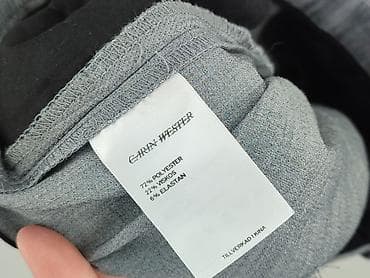 CARIN WESTER
72% POLYESTER
22% VISKOS
6% ELASTAN
TILLVERKAD I KINA